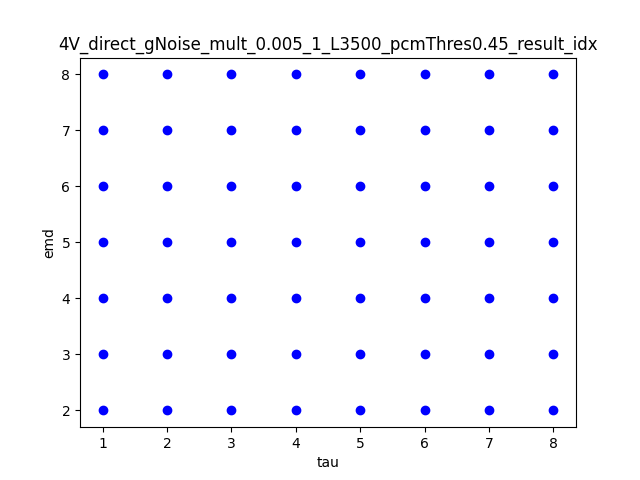 4V_direct_gNoise_mult_0.005_1_L3500_pcmThres0.45_result_idx
8
7
6
5
4
3
2
emd
1 2 3 4 5 6 7 8
tau